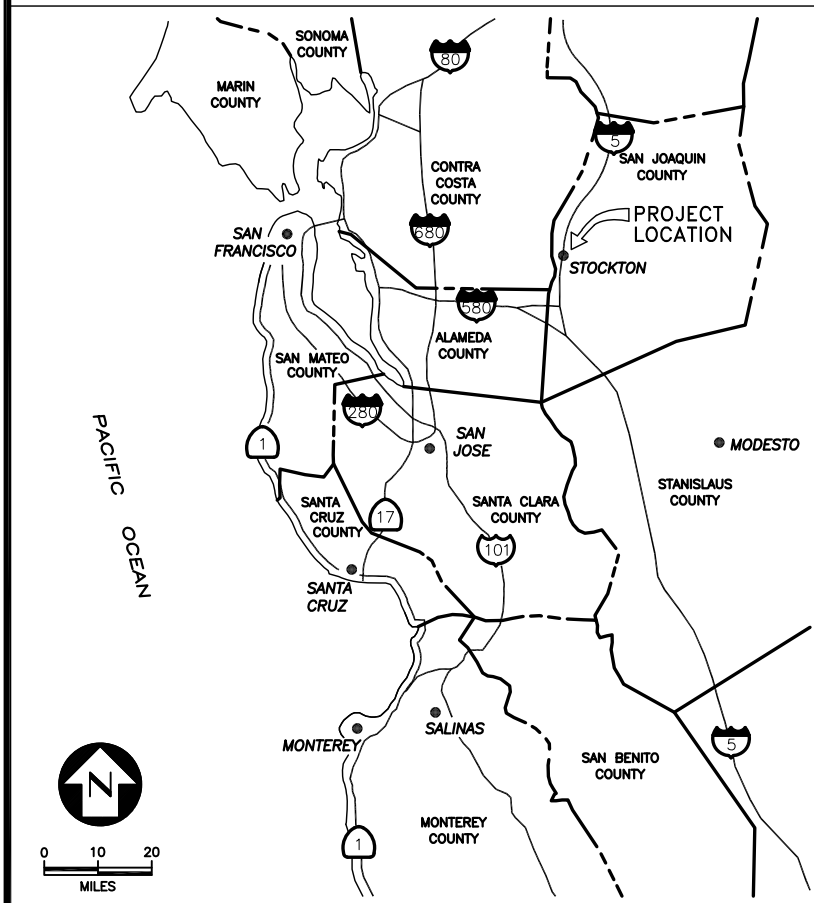 SONOMA
COUNTY
80
MARIN
COUNTY
5
SAN JOAQUIN
COUNTY
CONTRA
COSTA
COUNTY
PROJECT
LOCATION
680
SAN
FRANCISCO
STOCKTON
580
ALAMEDA
COUNTY
SAN MATEO
COUNTY
280
PACIFIC OCEAN
1
SAN
JOSE
MODESTO
STANISLAUS
COUNTY
SANTA
CRUZ
COUNTY
17
SANTA CLARA
COUNTY
101
SANTA
CRUZ
MONTEREY
SALINAS
5
SAN BENITO
COUNTY
N
MONTEREY
COUNTY
1
0 10 20
MILES